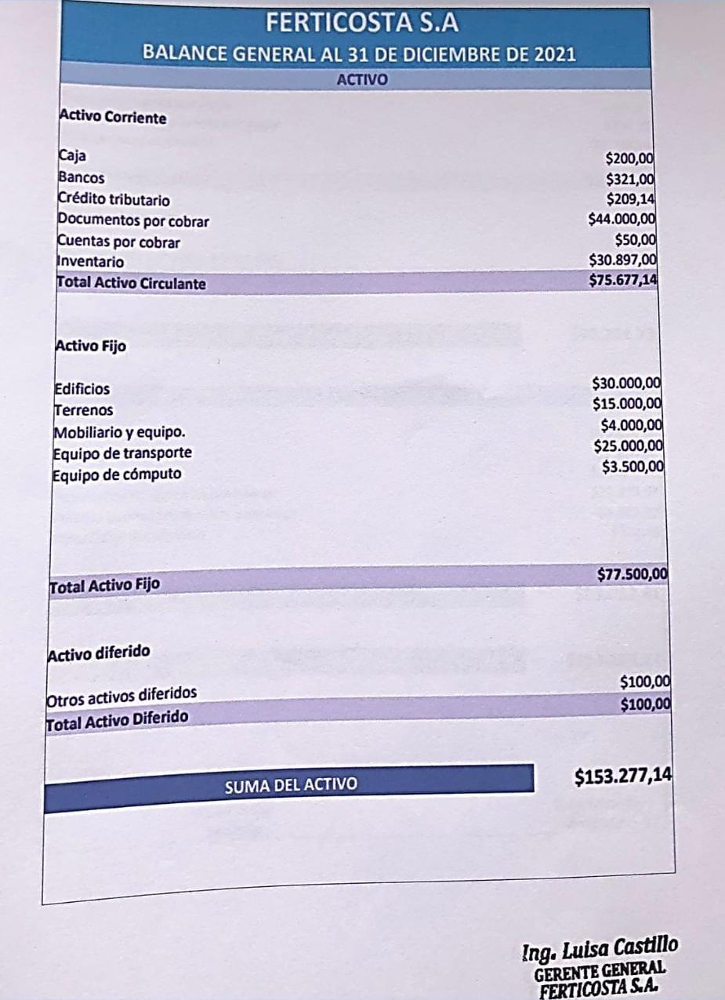 FERTICOSTA S.A
BALANCE GENERAL AL 31 DE DICIEMBRE DE 2021
ACTIVO
Activo Corriente
Caja $200,00
Bancos $321,00
Crédito tributario $209,14
Documentos por cobrar $44.000,00
Cuentas por cobrar $50,00
Inventario $30.897,00
Total Activo Circulante $75.677,14
Activo Fijo
Edificios $30.000,00
Terrenos $15.000,00
Mobiliario y equipo. $4.000,00
Equipo de transporte $25.000,00
Equipo de cómputo $3.500,00
Total Activo Fijo $77.500,00
Activo diferido
Otros activos diferidos $100,00
Total Activo Diferido $100,00
SUMA DEL ACTIVO $153.277,14
Ing. Luisa Castillo
GERENTE GENERAL
FERTICOSTA S.A.